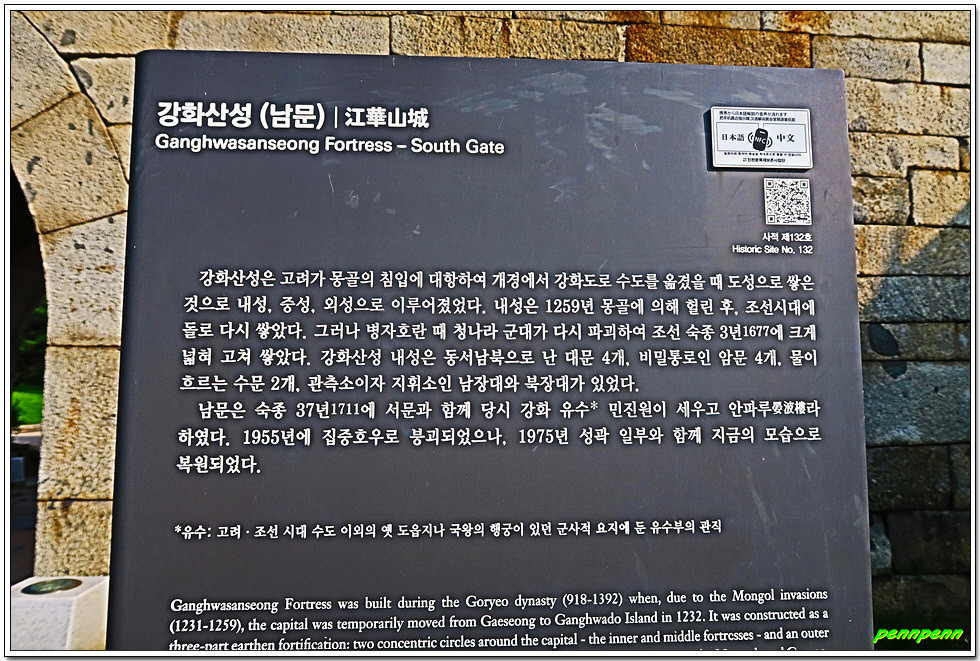 강화산성 (남문) | 江華山城
Ganghwasanseong Fortress – South Gate
日本語 NFC 中文
사적 제132호
Historic Site No. 132
강화산성은 고려가 몽골의 침입에 대항하여 개경에서 강화도로 수도를 옮겼을 때 도성으로 쌓은
것으로 내성, 중성, 외성으로 이루어졌었다. 내성은 1259년 몽골에 의해 헐린 후, 조선시대에
돌로 다시 쌓았다. 그러나 병자호란 때 청나라 군대가 다시 파괴하여 조선 숙종 3년1677에 크게
넓혀 고쳐 쌓았다. 강화산성 내성은 동서남북으로 난 대문 4개, 비밀통로인 암문 4개, 물이
흐르는 수문 2개, 관측소이자 지휘소인 남장대와 북장대가 있었다.
남문은 숙종 37년1711에 서문과 함께 당시 강화 유수* 민진원이 세우고 안파루晏波樓라
하였다. 1955년에 집중호우로 붕괴되었으나, 1975년 성곽 일부와 함께 지금의 모습으로
복원되었다.
*유수: 고려 · 조선 시대 수도 이외의 옛 도읍지나 국왕의 행궁이 있던 군사적 요지에 둔 유수부의 관직
Ganghwasanseong Fortress was built during the Goryeo dynasty (918-1392) when, due to the Mongol invasions
(1231-1259), the capital was temporarily moved from Gaeseong to Ganghwado Island in 1232. It was constructed as a
three-part earthen fortification: two concentric circles around the capital - the inner and middle fortresses - and an outer
pennpenn